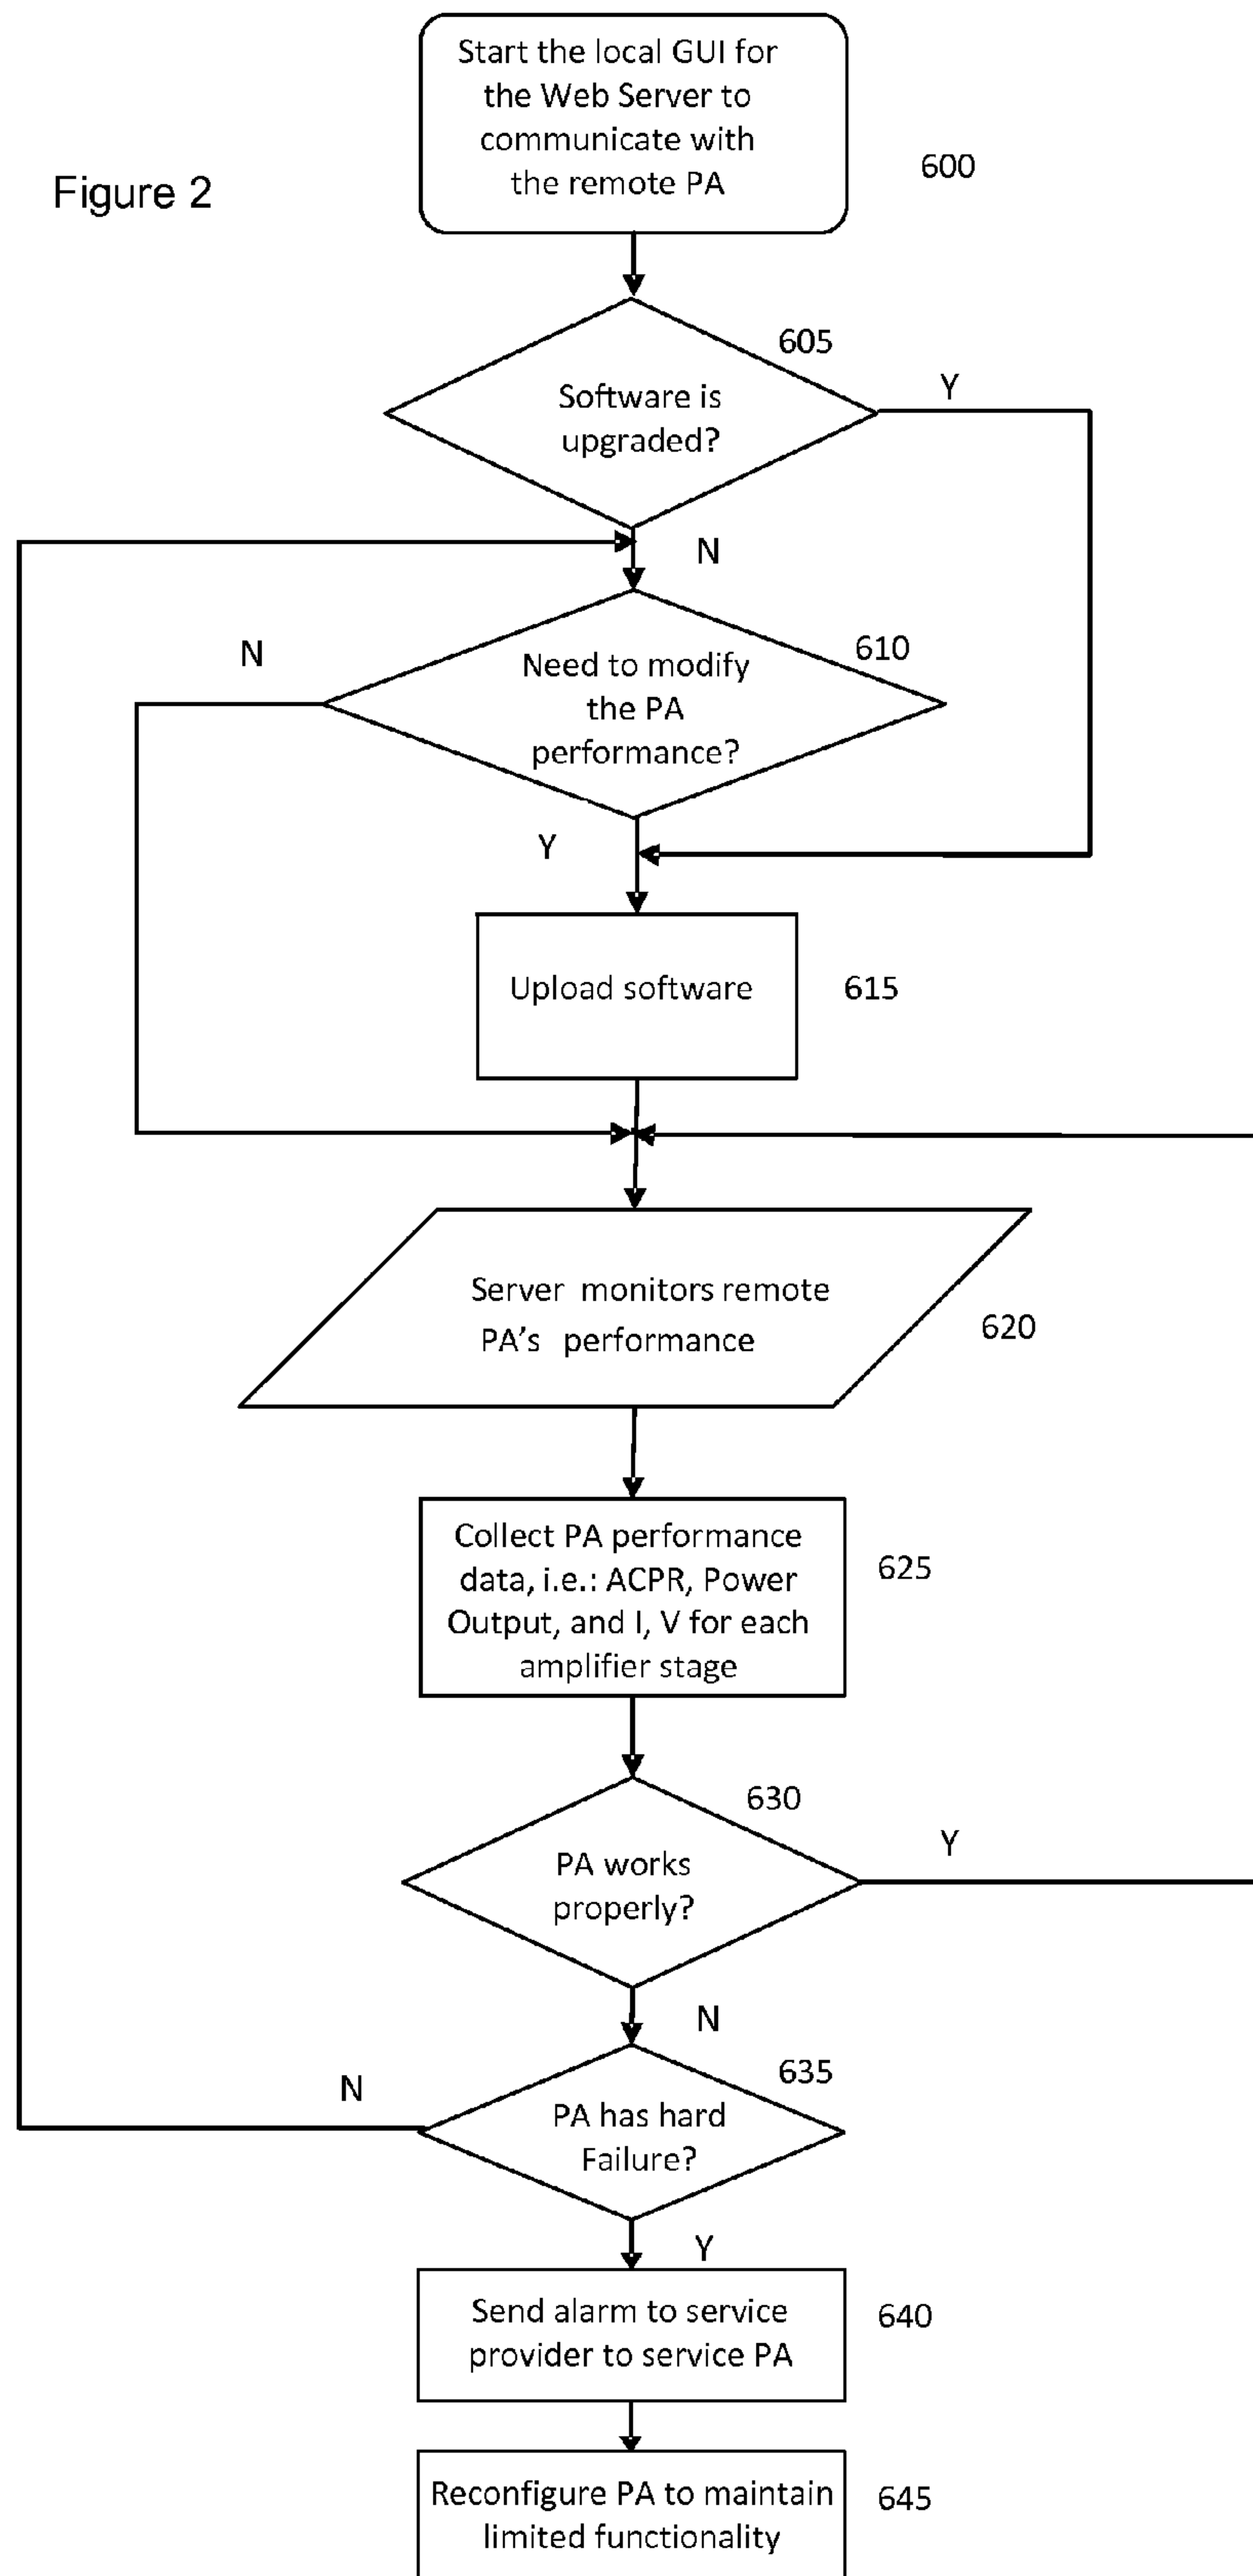 Start the local GUI for
the Web Server to
communicate with
the remote PA
600
Figure 2
605
Software is
upgraded?
Y
N
610
N
Need to modify
the PA
performance?
Y
Upload software
615
Server monitors remote
PA's performance
620
Collect PA performance
data, i.e.: ACPR, Power
Output, and I, V for each
amplifier stage
625
630
PA works
properly?
Y
N
635
N
PA has hard
Failure?
Y
Send alarm to service
provider to service PA
640
Reconfigure PA to maintain
limited functionality
645